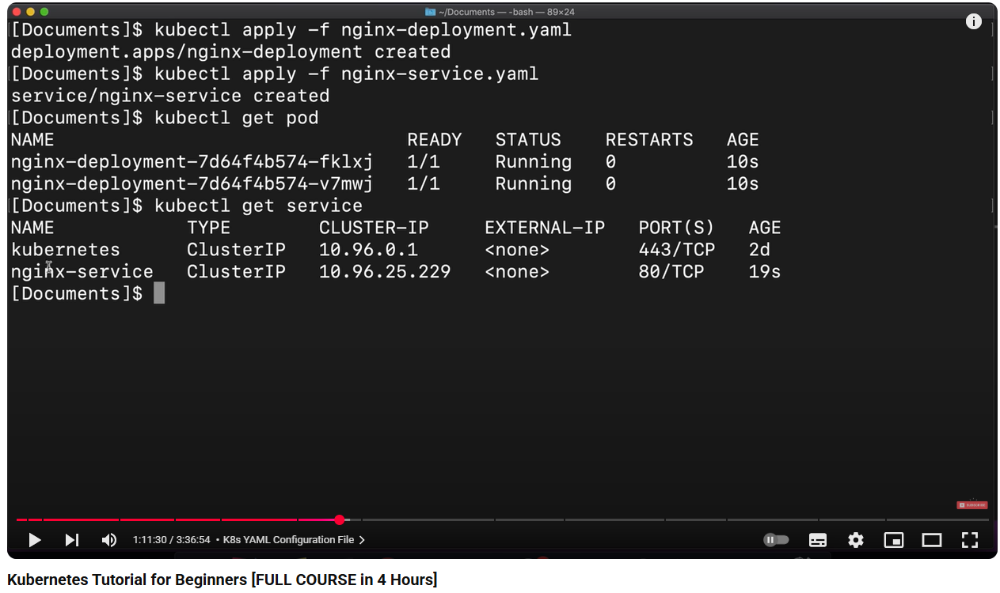 ~/Documents — -bash — 89×24
[Documents]$ kubectl apply -f nginx-deployment.yaml
deployment.apps/nginx-deployment created
[Documents]$ kubectl apply -f nginx-service.yaml
service/nginx-service created
[Documents]$ kubectl get pod
NAME READY STATUS RESTARTS AGE
nginx-deployment-7d64f4b574-fklxj 1/1 Running 0 10s
nginx-deployment-7d64f4b574-v7mwj 1/1 Running 0 10s
[Documents]$ kubectl get service
NAME TYPE CLUSTER-IP EXTERNAL-IP PORT(S) AGE
kubernetes ClusterIP 10.96.0.1 <none> 443/TCP 2d
nginx-service ClusterIP 10.96.25.229 <none> 80/TCP 19s
[Documents]$
SUBSCRIBE
1:11:30 / 3:36:54 • K8s YAML Configuration File >
Kubernetes Tutorial for Beginners [FULL COURSE in 4 Hours]